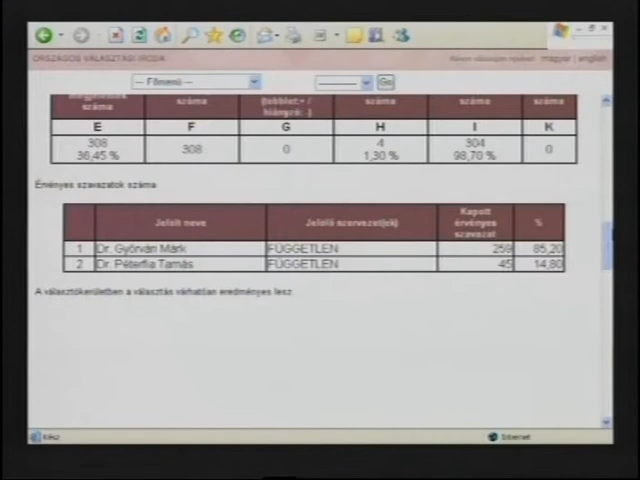 ORSZÁGOS VÁLASZTÁSI IRODA
magyar | english
--- Főmenü ---
Go
száma
száma
(többlet:+ /
hiányzó: -)
száma
száma
száma
E F G H I K
308
36,45 %
308
0
4
1,30 %
304
98,70 %
0
Érvényes szavazatok száma
Jelölt neve
Jelölő szervezet(ek)
Kapott
érvényes
szavazat
%
1 Dr. Győrvári Márk FÜGGETLEN 259 85,20
2 Dr. Péterfia Tamás FÜGGETLEN 45 14,80
A választókerületben a választás várhatóan eredményes lesz
Kész
Internet